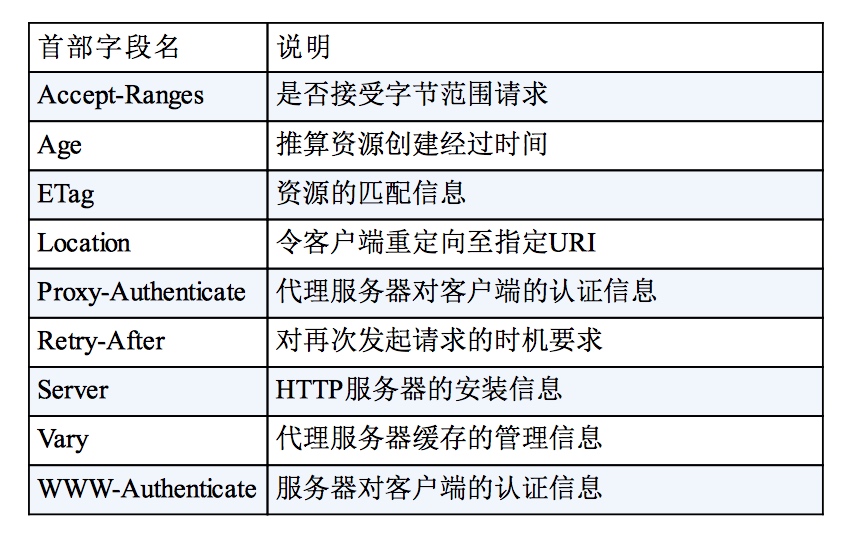 首部字段名 说明
Accept-Ranges 是否接受字节范围请求
Age 推算资源创建经过时间
ETag 资源的匹配信息
Location 令客户端重定向至指定URI
Proxy-Authenticate 代理服务器对客户端的认证信息
Retry-After 对再次发起请求的时机要求
Server HTTP服务器的安装信息
Vary 代理服务器缓存的管理信息
WWW-Authenticate 服务器对客户端的认证信息